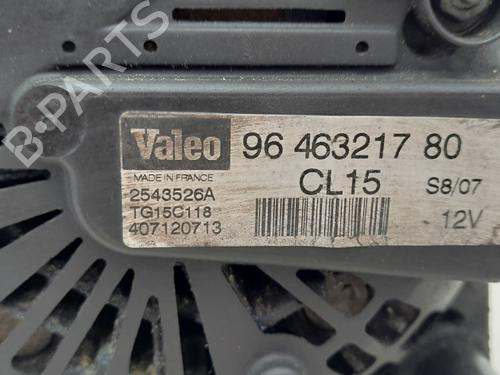 Valeo 96 463217 80
MADE IN FRANCE CL15 S8/07
2543526A
TG15C118 12V
407120713
B-PARTS